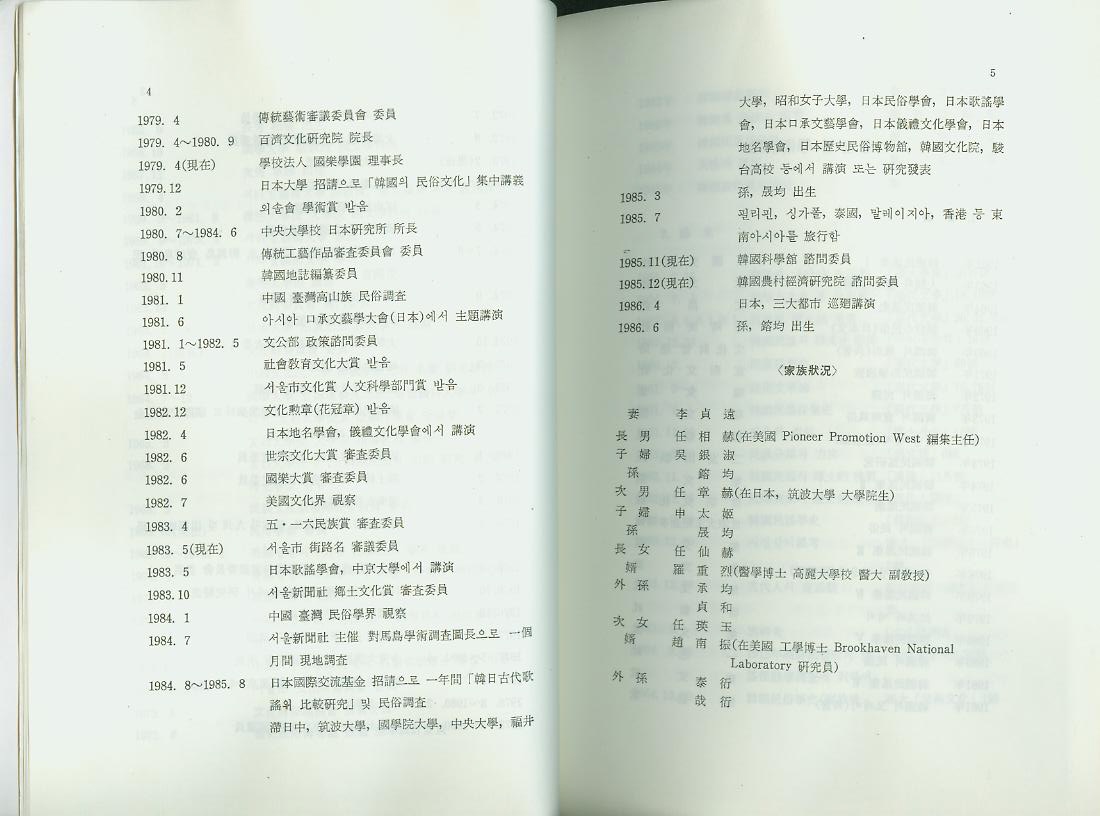 4
1979. 4 傳統藝術審議委員會 委員
1979. 4～1980. 9 百濟文化硏究院 院長
1979. 4(現在) 學校法人 國樂學園 理事長
1979.12 日本大學 招請으로 「韓國의 民俗文化」 集中講義
1980. 2 외솔會 學術賞 받음
1980. 7～1984. 6 中央大學校 日本硏究所 所長
1980. 8 傳統工藝作品審査委員會 委員
1980.11 韓國地誌編纂委員
1981. 1 中國 臺灣高山族 民俗調査
1981. 6 아시아 口承文藝學大會(日本)에서 主題講演
1981. 1～1982. 5 文公部 政策諮問委員
1981. 5 社會敎育文化大賞 받음
1981.12 서울市文化賞 人文科學部門賞 받음
1982.12 文化勳章(花冠章) 받음
1982. 4 日本地名學會, 儀禮文化學會에서 講演
1982. 6 世宗文化大賞 審査委員
1982. 6 國樂大賞 審査委員
1982. 7 美國文化界 視察
1983. 4 五·一六民族賞 審査委員
1983. 5(現在) 서울市 街路名 審議委員
1983. 5 日本歌謠學會, 中京大學에서 講演
1983.10 서울新聞社 鄕土文化賞 審査委員
1984. 1 中國 臺灣 民俗學界 視察
1984. 7 서울新聞社 主催 對馬島學術調査團長으로 一個
月間 現地調査
1984. 8～1985. 8 日本國際交流基金 招請으로 一年間 「韓日古代歌
謠의 比較硏究」 및 民俗調査·
滯日中, 筑波大學, 國學院大學, 中央大學, 福井
5
大學, 昭和女子大學, 日本民俗學會, 日本歌謠學
會, 日本口承文藝學會, 日本儀禮文化學會, 日本
地名學會, 日本歷史民俗博物館, 韓國文化院, 駿
台高校 등에서 講演 또는 硏究發表
1985. 3 孫, 晟均 出生
1985. 7 필리핀, 싱가폴, 泰國, 말레이지아, 香港 등 東
南아시아를 旅行함
1985.11(現在) 韓國科學館 諮問委員
1985.12(現在) 韓國農村經濟硏究院 諮問委員
1986. 4 日本, 三大都市 巡廻講演
1986. 6 孫, 鎔均 出生
〈家族狀況〉
妻 李貞遠
長男 任相赫(在美國 Pioneer Promotion West 編集主任)
子婦 吳銀淑
孫 鎔均
次男 任章赫(在日本, 筑波大學 大學院生)
子婦 申太姬
孫 晟均
長女 任仙赫
婿 羅重烈(醫學博士 高麗大學校 醫大 副敎授)
外孫 承均
貞和
次女 任瑛玉
婿 趙南振(在美國 工學博士 Brookhaven National
Laboratory 硏究員)
外孫 泰衍
哉衍